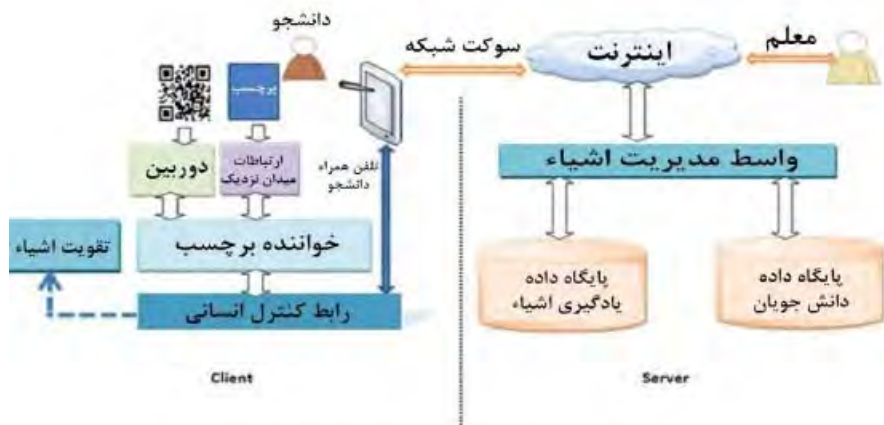 دانشجو
معلم
سوکت شبکه
اینترنت
برچسب
دوربین
ارتباطات
میدان نزدیک
تلفن همراه
دانشجو
واسط مدیریت اشیاء
تقویت اشیاء
خواننده برچسب
رابط کنترل انسانی
پایگاه داده
یادگیری اشیاء
پایگاه داده
دانش جویان
Client
Server